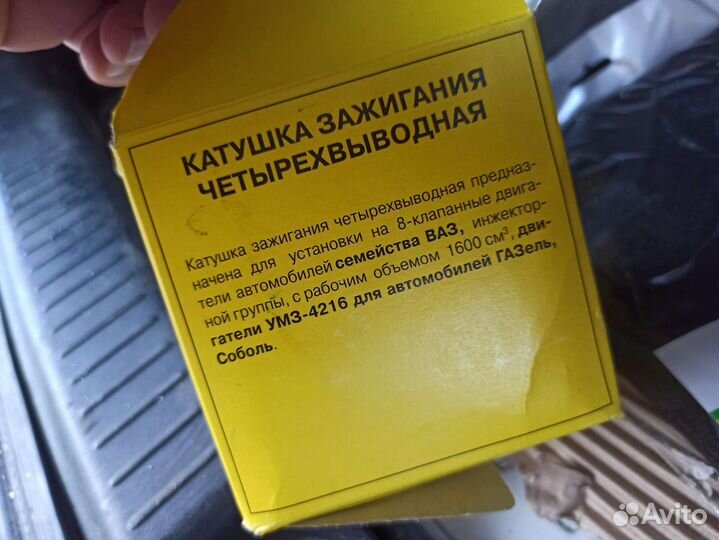 КАТУШКА ЗАЖИГАНИЯ
ЧЕТЫРЕХВЫВОДНАЯ
Катушка зажигания четырехвыводная предназ-
начена для установки на 8-клапанные двига-
тели автомобилей семейства ВАЗ, инжектор-
ной группы, с рабочим объемом 1600 см³, дви-
гатели УМЗ-4216 для автомобилей ГАЗель,
Соболь.
Avito